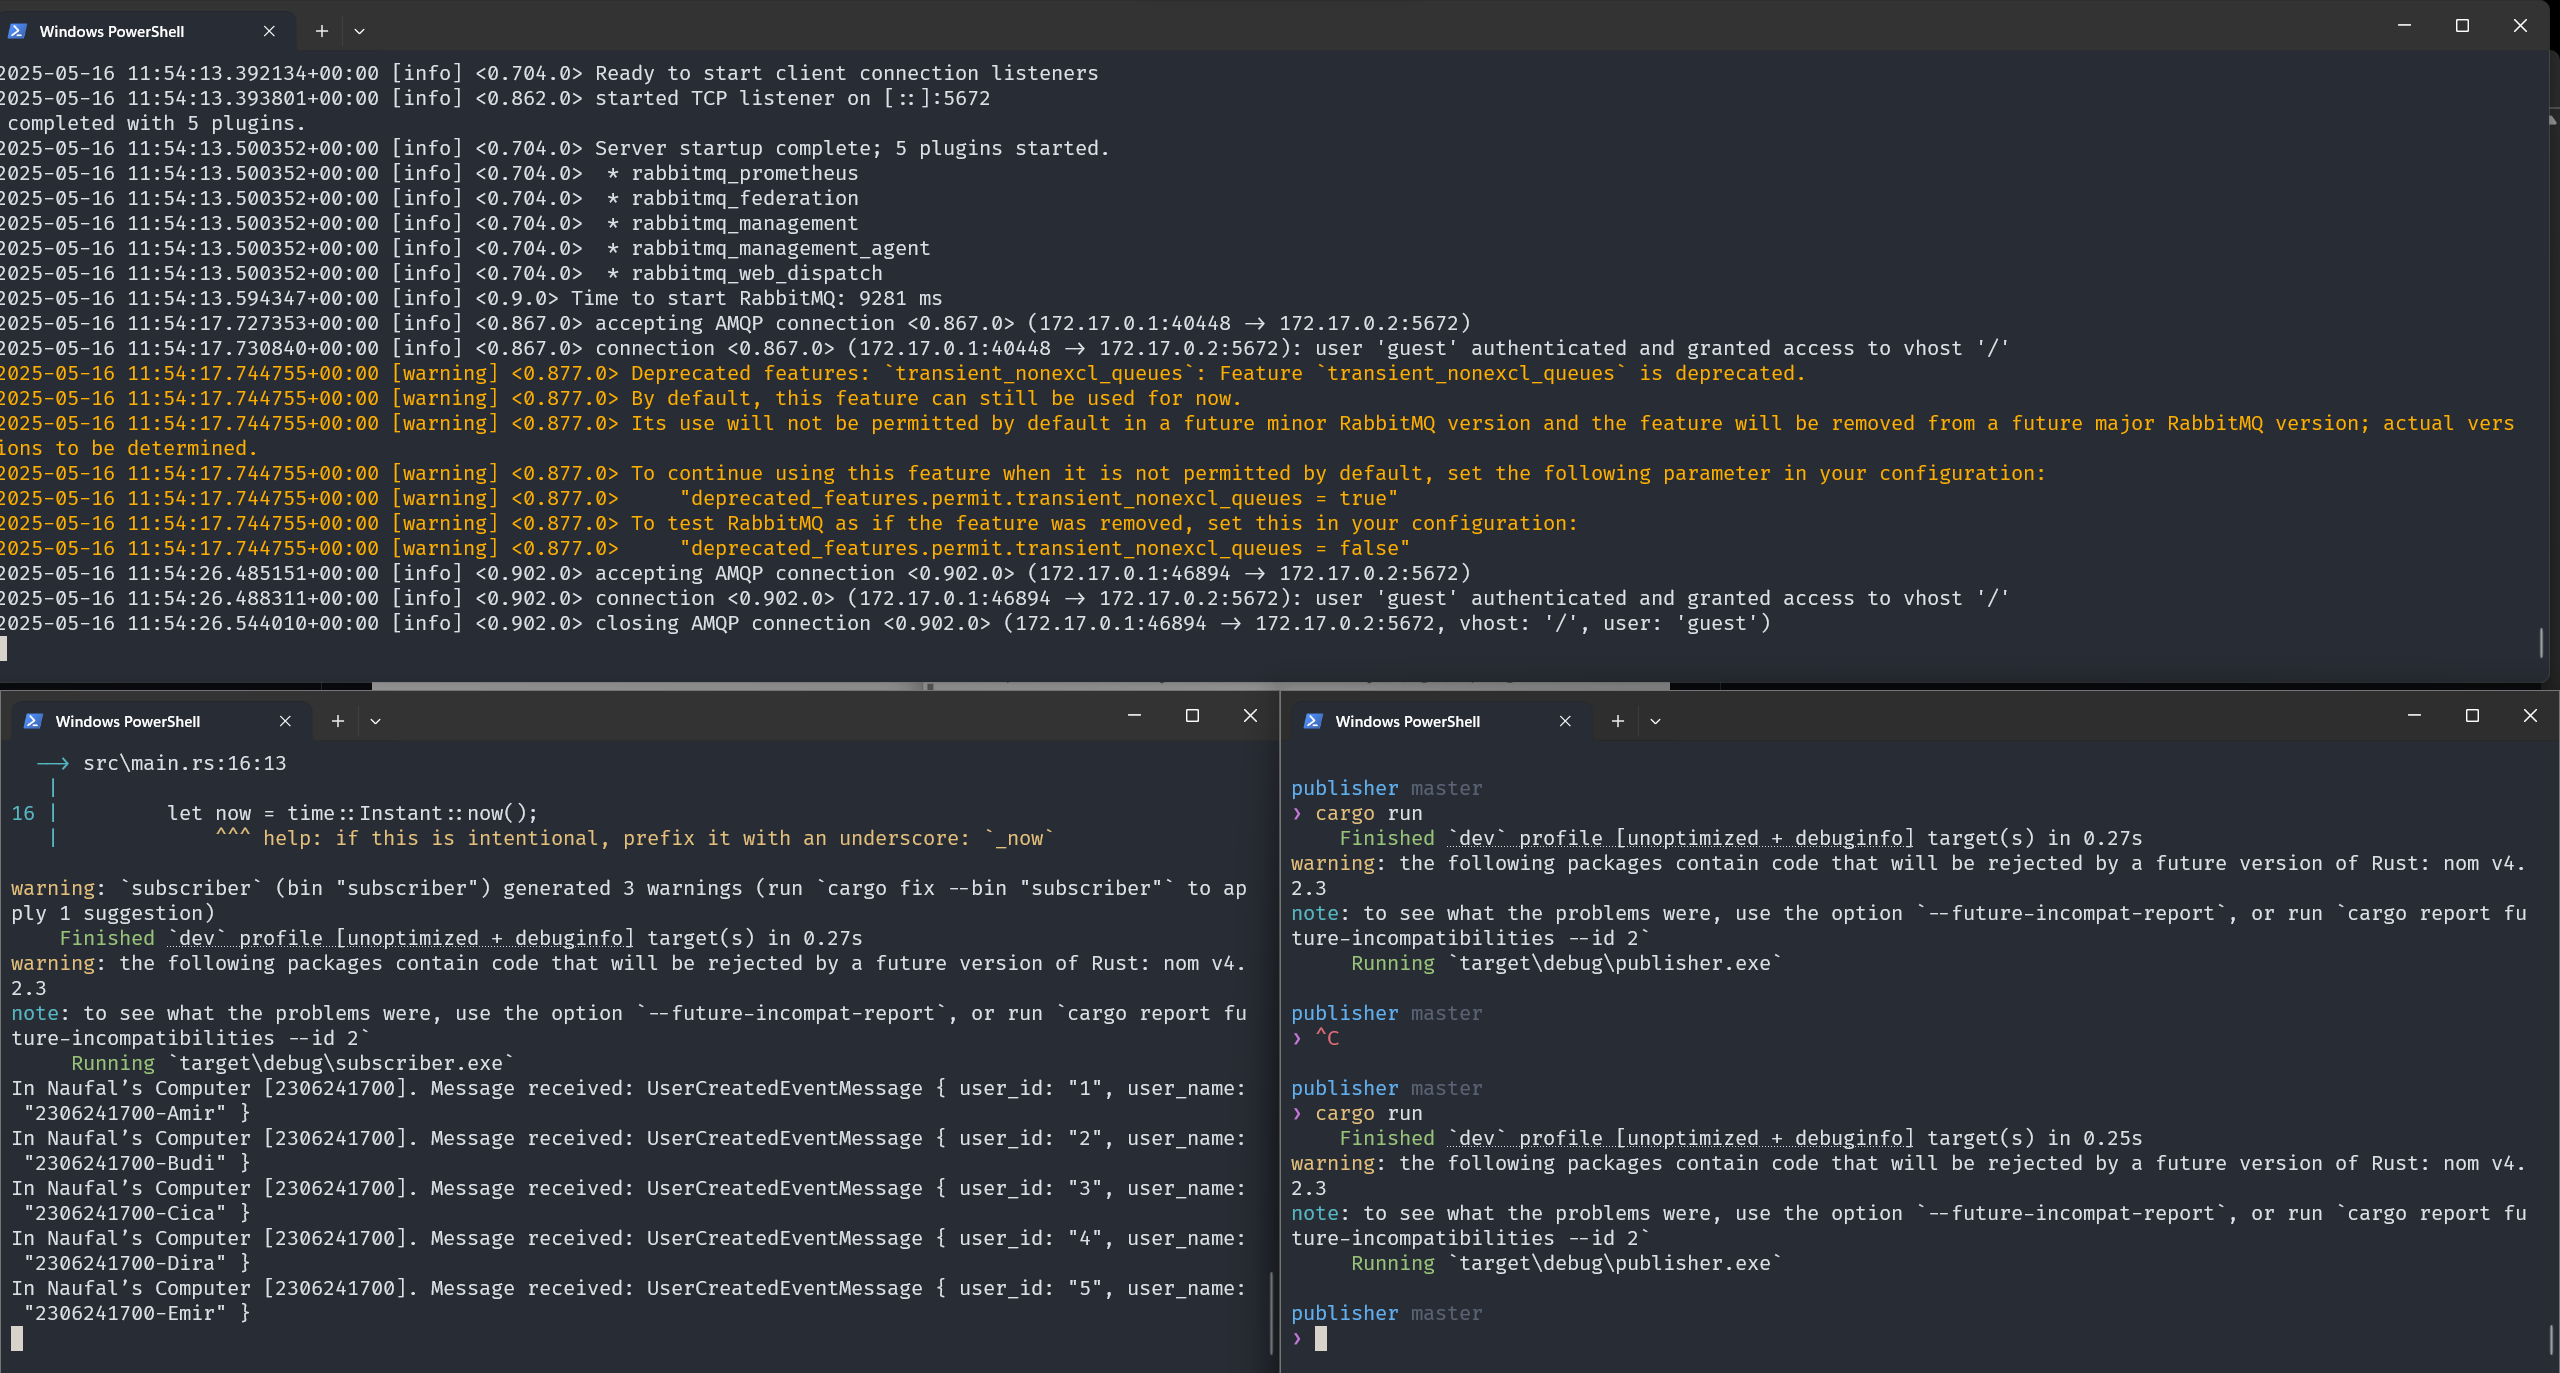 Windows PowerShell
2025-05-16 11:54:13.392134+00:00 [info] <0.704.0> Ready to start client connection listeners
2025-05-16 11:54:13.393801+00:00 [info] <0.862.0> started TCP listener on [::]:5672
 completed with 5 plugins.
2025-05-16 11:54:13.500352+00:00 [info] <0.704.0> Server startup complete; 5 plugins started.
2025-05-16 11:54:13.500352+00:00 [info] <0.704.0>  * rabbitmq_prometheus
2025-05-16 11:54:13.500352+00:00 [info] <0.704.0>  * rabbitmq_federation
2025-05-16 11:54:13.500352+00:00 [info] <0.704.0>  * rabbitmq_management
2025-05-16 11:54:13.500352+00:00 [info] <0.704.0>  * rabbitmq_management_agent
2025-05-16 11:54:13.500352+00:00 [info] <0.704.0>  * rabbitmq_web_dispatch
2025-05-16 11:54:13.594347+00:00 [info] <0.9.0> Time to start RabbitMQ: 9281 ms
2025-05-16 11:54:17.727353+00:00 [info] <0.867.0> accepting AMQP connection <0.867.0> (172.17.0.1:40448 -> 172.17.0.2:5672)
2025-05-16 11:54:17.730840+00:00 [info] <0.867.0> connection <0.867.0> (172.17.0.1:40448 -> 172.17.0.2:5672): user 'guest' authenticated and granted access to vhost '/'
2025-05-16 11:54:17.744755+00:00 [warning] <0.877.0> Deprecated features: `transient_nonexcl_queues`: Feature `transient_nonexcl_queues` is deprecated.
2025-05-16 11:54:17.744755+00:00 [warning] <0.877.0> By default, this feature can still be used for now.
2025-05-16 11:54:17.744755+00:00 [warning] <0.877.0> Its use will not be permitted by default in a future minor RabbitMQ version and the feature will be removed from a future major RabbitMQ version; actual vers
ions to be determined.
2025-05-16 11:54:17.744755+00:00 [warning] <0.877.0> To continue using this feature when it is not permitted by default, set the following parameter in your configuration:
2025-05-16 11:54:17.744755+00:00 [warning] <0.877.0>     "deprecated_features.permit.transient_nonexcl_queues = true"
2025-05-16 11:54:17.744755+00:00 [warning] <0.877.0> To test RabbitMQ as if the feature was removed, set this in your configuration:
2025-05-16 11:54:17.744755+00:00 [warning] <0.877.0>     "deprecated_features.permit.transient_nonexcl_queues = false"
2025-05-16 11:54:26.485151+00:00 [info] <0.902.0> accepting AMQP connection <0.902.0> (172.17.0.1:46894 -> 172.17.0.2:5672)
2025-05-16 11:54:26.488311+00:00 [info] <0.902.0> connection <0.902.0> (172.17.0.1:46894 -> 172.17.0.2:5672): user 'guest' authenticated and granted access to vhost '/'
2025-05-16 11:54:26.544010+00:00 [info] <0.902.0> closing AMQP connection <0.902.0> (172.17.0.1:46894 -> 172.17.0.2:5672, vhost: '/', user: 'guest')
Windows PowerShell
  --> src\main.rs:16:13
   |
16 |         let now = time::Instant::now();
   |             ^^^ help: if this is intentional, prefix it with an underscore: `_now`
warning: `subscriber` (bin "subscriber") generated 3 warnings (run `cargo fix --bin "subscriber"` to ap
ply 1 suggestion)
    Finished `dev` profile [unoptimized + debuginfo] target(s) in 0.27s
warning: the following packages contain code that will be rejected by a future version of Rust: nom v4.
2.3
note: to see what the problems were, use the option `--future-incompat-report`, or run `cargo report fu
ture-incompatibilities --id 2`
     Running `target\debug\subscriber.exe`
In Naufal’s Computer [2306241700]. Message received: UserCreatedEventMessage { user_id: "1", user_name:
 "2306241700-Amir" }
In Naufal’s Computer [2306241700]. Message received: UserCreatedEventMessage { user_id: "2", user_name:
 "2306241700-Budi" }
In Naufal’s Computer [2306241700]. Message received: UserCreatedEventMessage { user_id: "3", user_name:
 "2306241700-Cica" }
In Naufal’s Computer [2306241700]. Message received: UserCreatedEventMessage { user_id: "4", user_name:
 "2306241700-Dira" }
In Naufal’s Computer [2306241700]. Message received: UserCreatedEventMessage { user_id: "5", user_name:
 "2306241700-Emir" }
Windows PowerShell
publisher master
❯ cargo run
    Finished `dev` profile [unoptimized + debuginfo] target(s) in 0.27s
warning: the following packages contain code that will be rejected by a future version of Rust: nom v4.
2.3
note: to see what the problems were, use the option `--future-incompat-report`, or run `cargo report fu
ture-incompatibilities --id 2`
     Running `target\debug\publisher.exe`
publisher master
❯ ^C
publisher master
❯ cargo run
    Finished `dev` profile [unoptimized + debuginfo] target(s) in 0.25s
warning: the following packages contain code that will be rejected by a future version of Rust: nom v4.
2.3
note: to see what the problems were, use the option `--future-incompat-report`, or run `cargo report fu
ture-incompatibilities --id 2`
     Running `target\debug\publisher.exe`
publisher master
❯